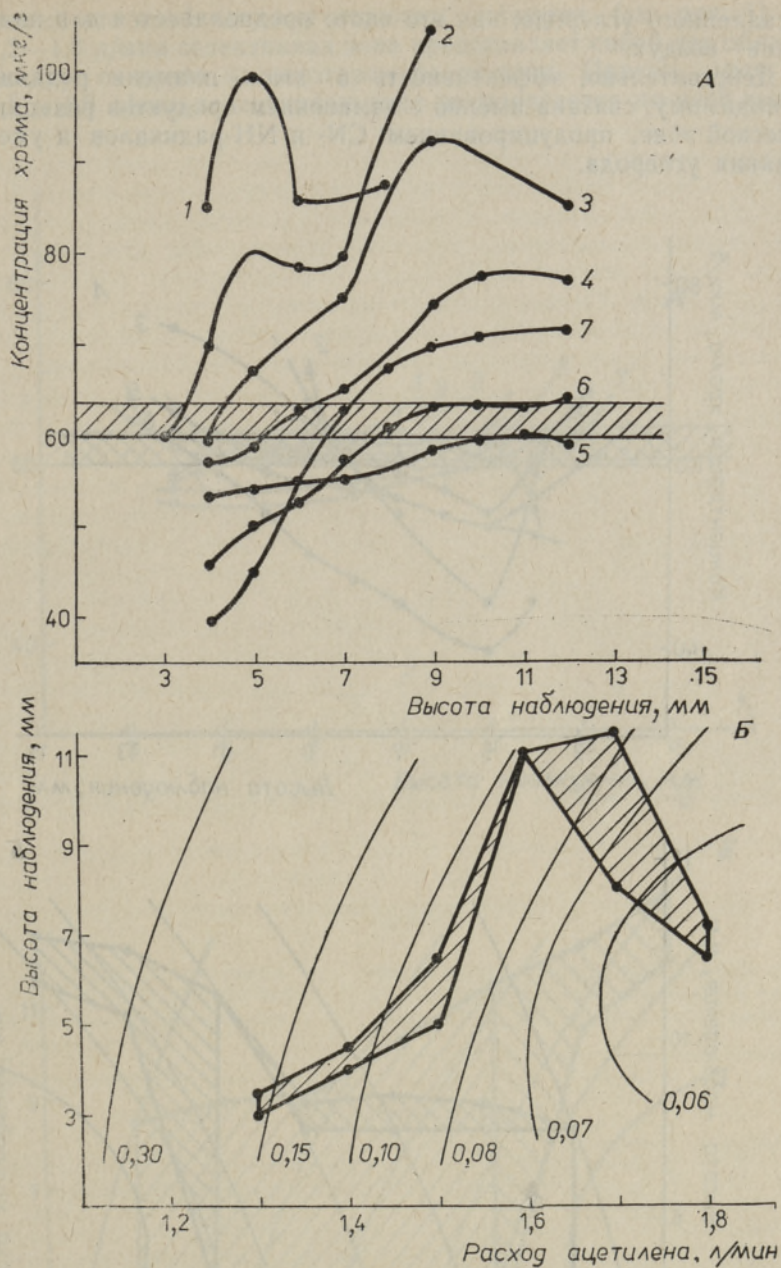 Концентрация хрома, мкг/г
100
80
60
40
А
1
2
3
4
7
6
5
3 5 7 9 11 13 .15
Высота наблюдения, мм
Высота наблюдения, мм
11
9
7
5
3
Б
0,30 0,15 0,10 0,08 0,07 0,06
1,2 1,4 1,6 1,8
Расход ацетилена, л/мин